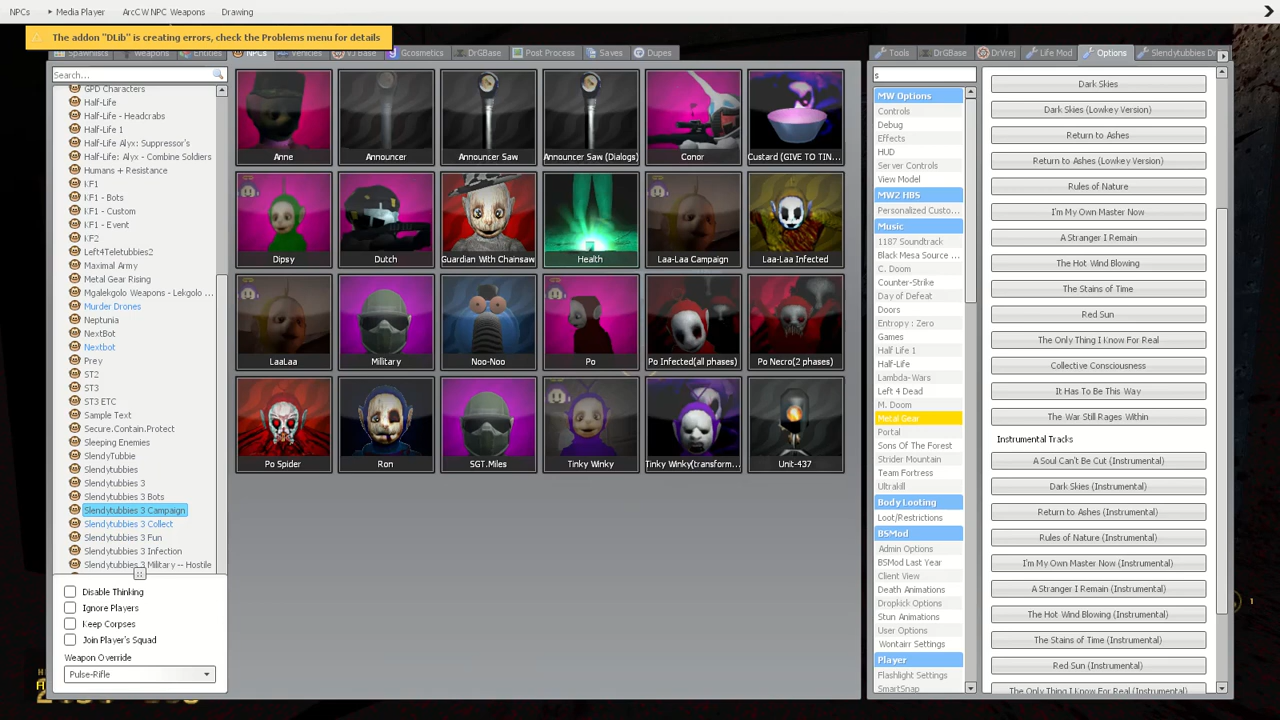 NPCs
Media Player
ArcCW NPC Weapons
Drawing
The addon "DLib" is creating errors, check the Problems menu for details
Spawnlists
Weapons
Entities
NPCs
Vehicles
VJ Base
Gcosmetics
DrGBase
Post Process
Saves
Dupes
Tools
DrGBase
DrVrej
Life Mod
Options
Slendytubbies Dr
Search...
GPD Characters
Half-Life
Half-Life - Headcrabs
Half-Life 1
Half-Life Alyx: Suppressor's
Half-Life: Alyx - Combine Soldiers
Humans + Resistance
KF1
KF1 - Bots
KF1 - Custom
KF1 - Event
KF2
Left4Teletubbies2
Maximal Army
Metal Gear Rising
Mgalekgolo Weapons - Lekgolo ...
Murder Drones
Neptunia
NextBot
Nextbot
Prey
ST2
ST3
ST3 ETC
Sample Text
Secure.Contain.Protect
Sleeping Enemies
SlendyTubbie
Slendytubbies
Slendytubbies 3
Slendytubbies 3 Bots
Slendytubbies 3 Campaign
Slendytubbies 3 Collect
Slendytubbies 3 Fun
Slendytubbies 3 Infection
Slendytubbies 3 Military -- Hostile
Disable Thinking
Ignore Players
Keep Corpses
Join Player's Squad
Weapon Override
Pulse-Rifle
Anne
Announcer
Announcer Saw
Announcer Saw (Dialogs)
Conor
Custard (GIVE TO TIN...
Dipsy
Dutch
Guardian With Chainsaw
Health
Laa-Laa Campaign
Laa-Laa Infected
LaaLaa
Military
Noo-Noo
Po
Po Infected(all phases)
Po Necro(2 phases)
Po Spider
Ron
SGT.Miles
Tinky Winky
Tinky Winky(transform...
Unit-437
s
MW Options
Controls
Debug
Effects
HUD
Server Controls
View Model
MW2 HBS
Personalized Custo...
Music
1187 Soundtrack
Black Mesa Source ...
C. Doom
Counter-Strike
Day of Defeat
Doors
Entropy : Zero
Games
Half Life 1
Half-Life
Lambda-Wars
Left 4 Dead
M. Doom
Metal Gear
Portal
Sons Of The Forest
Strider Mountain
Team Fortress
Ultrakill
Body Looting
Loot/Restrictions
BSMod
Admin Options
BSMod Last Year
Client View
Death Animations
Dropkick Options
Stun Animations
User Options
Wontairr Settings
Player
Flashlight Settings
SmartSnap
Dark Skies
Dark Skies (Lowkey Version)
Return to Ashes
Return to Ashes (Lowkey Version)
Rules of Nature
I'm My Own Master Now
A Stranger I Remain
The Hot Wind Blowing
The Stains of Time
Red Sun
The Only Thing I Know For Real
Collective Consciousness
It Has To Be This Way
The War Still Rages Within
Instrumental Tracks
A Soul Can't Be Cut (Instrumental)
Dark Skies (Instrumental)
Return to Ashes (Instrumental)
Rules of Nature (Instrumental)
I'm My Own Master Now (Instrumental)
A Stranger I Remain (Instrumental)
The Hot Wind Blowing (Instrumental)
The Stains of Time (Instrumental)
Red Sun (Instrumental)
The Only Thing I Know For Real (Instrumental)
1